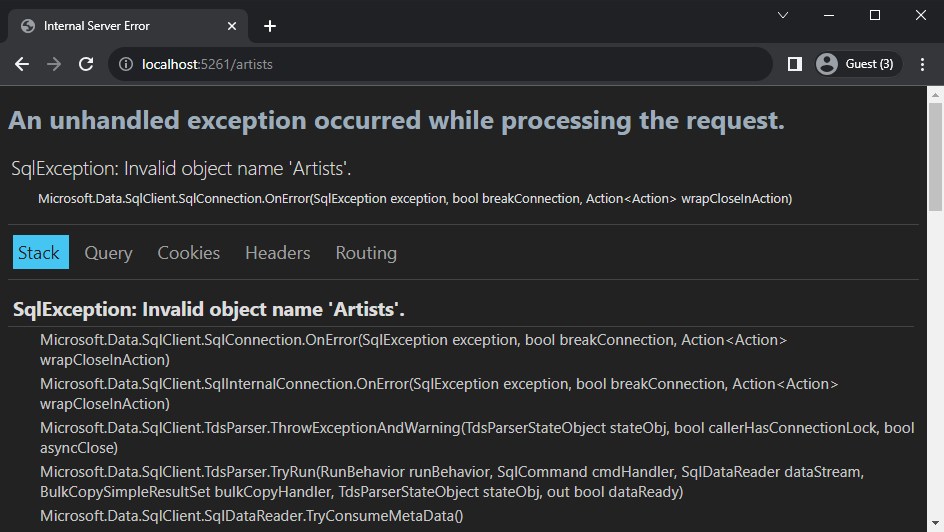 Internal Server Error
localhost:5261/artists
Guest (3)
An unhandled exception occurred while processing the request.
SqlException: Invalid object name 'Artists'.
Microsoft.Data.SqlClient.SqlConnection.OnError(SqlException exception, bool breakConnection, Action<Action> wrapCloseInAction)
Stack Query Cookies Headers Routing
SqlException: Invalid object name 'Artists'.
Microsoft.Data.SqlClient.SqlConnection.OnError(SqlException exception, bool breakConnection, Action<Action>
wrapCloseInAction)
Microsoft.Data.SqlClient.SqlInternalConnection.OnError(SqlException exception, bool breakConnection, Action<Action>
wrapCloseInAction)
Microsoft.Data.SqlClient.TdsParser.ThrowExceptionAndWarning(TdsParserStateObject stateObj, bool callerHasConnectionLock, bool
asyncClose)
Microsoft.Data.SqlClient.TdsParser.TryRun(RunBehavior runBehavior, SqlCommand cmdHandler, SqlDataReader dataStream,
BulkCopySimpleResultSet bulkCopyHandler, TdsParserStateObject stateObj, out bool dataReady)
Microsoft.Data.SqlClient.SqlDataReader.TryConsumeMetaData()